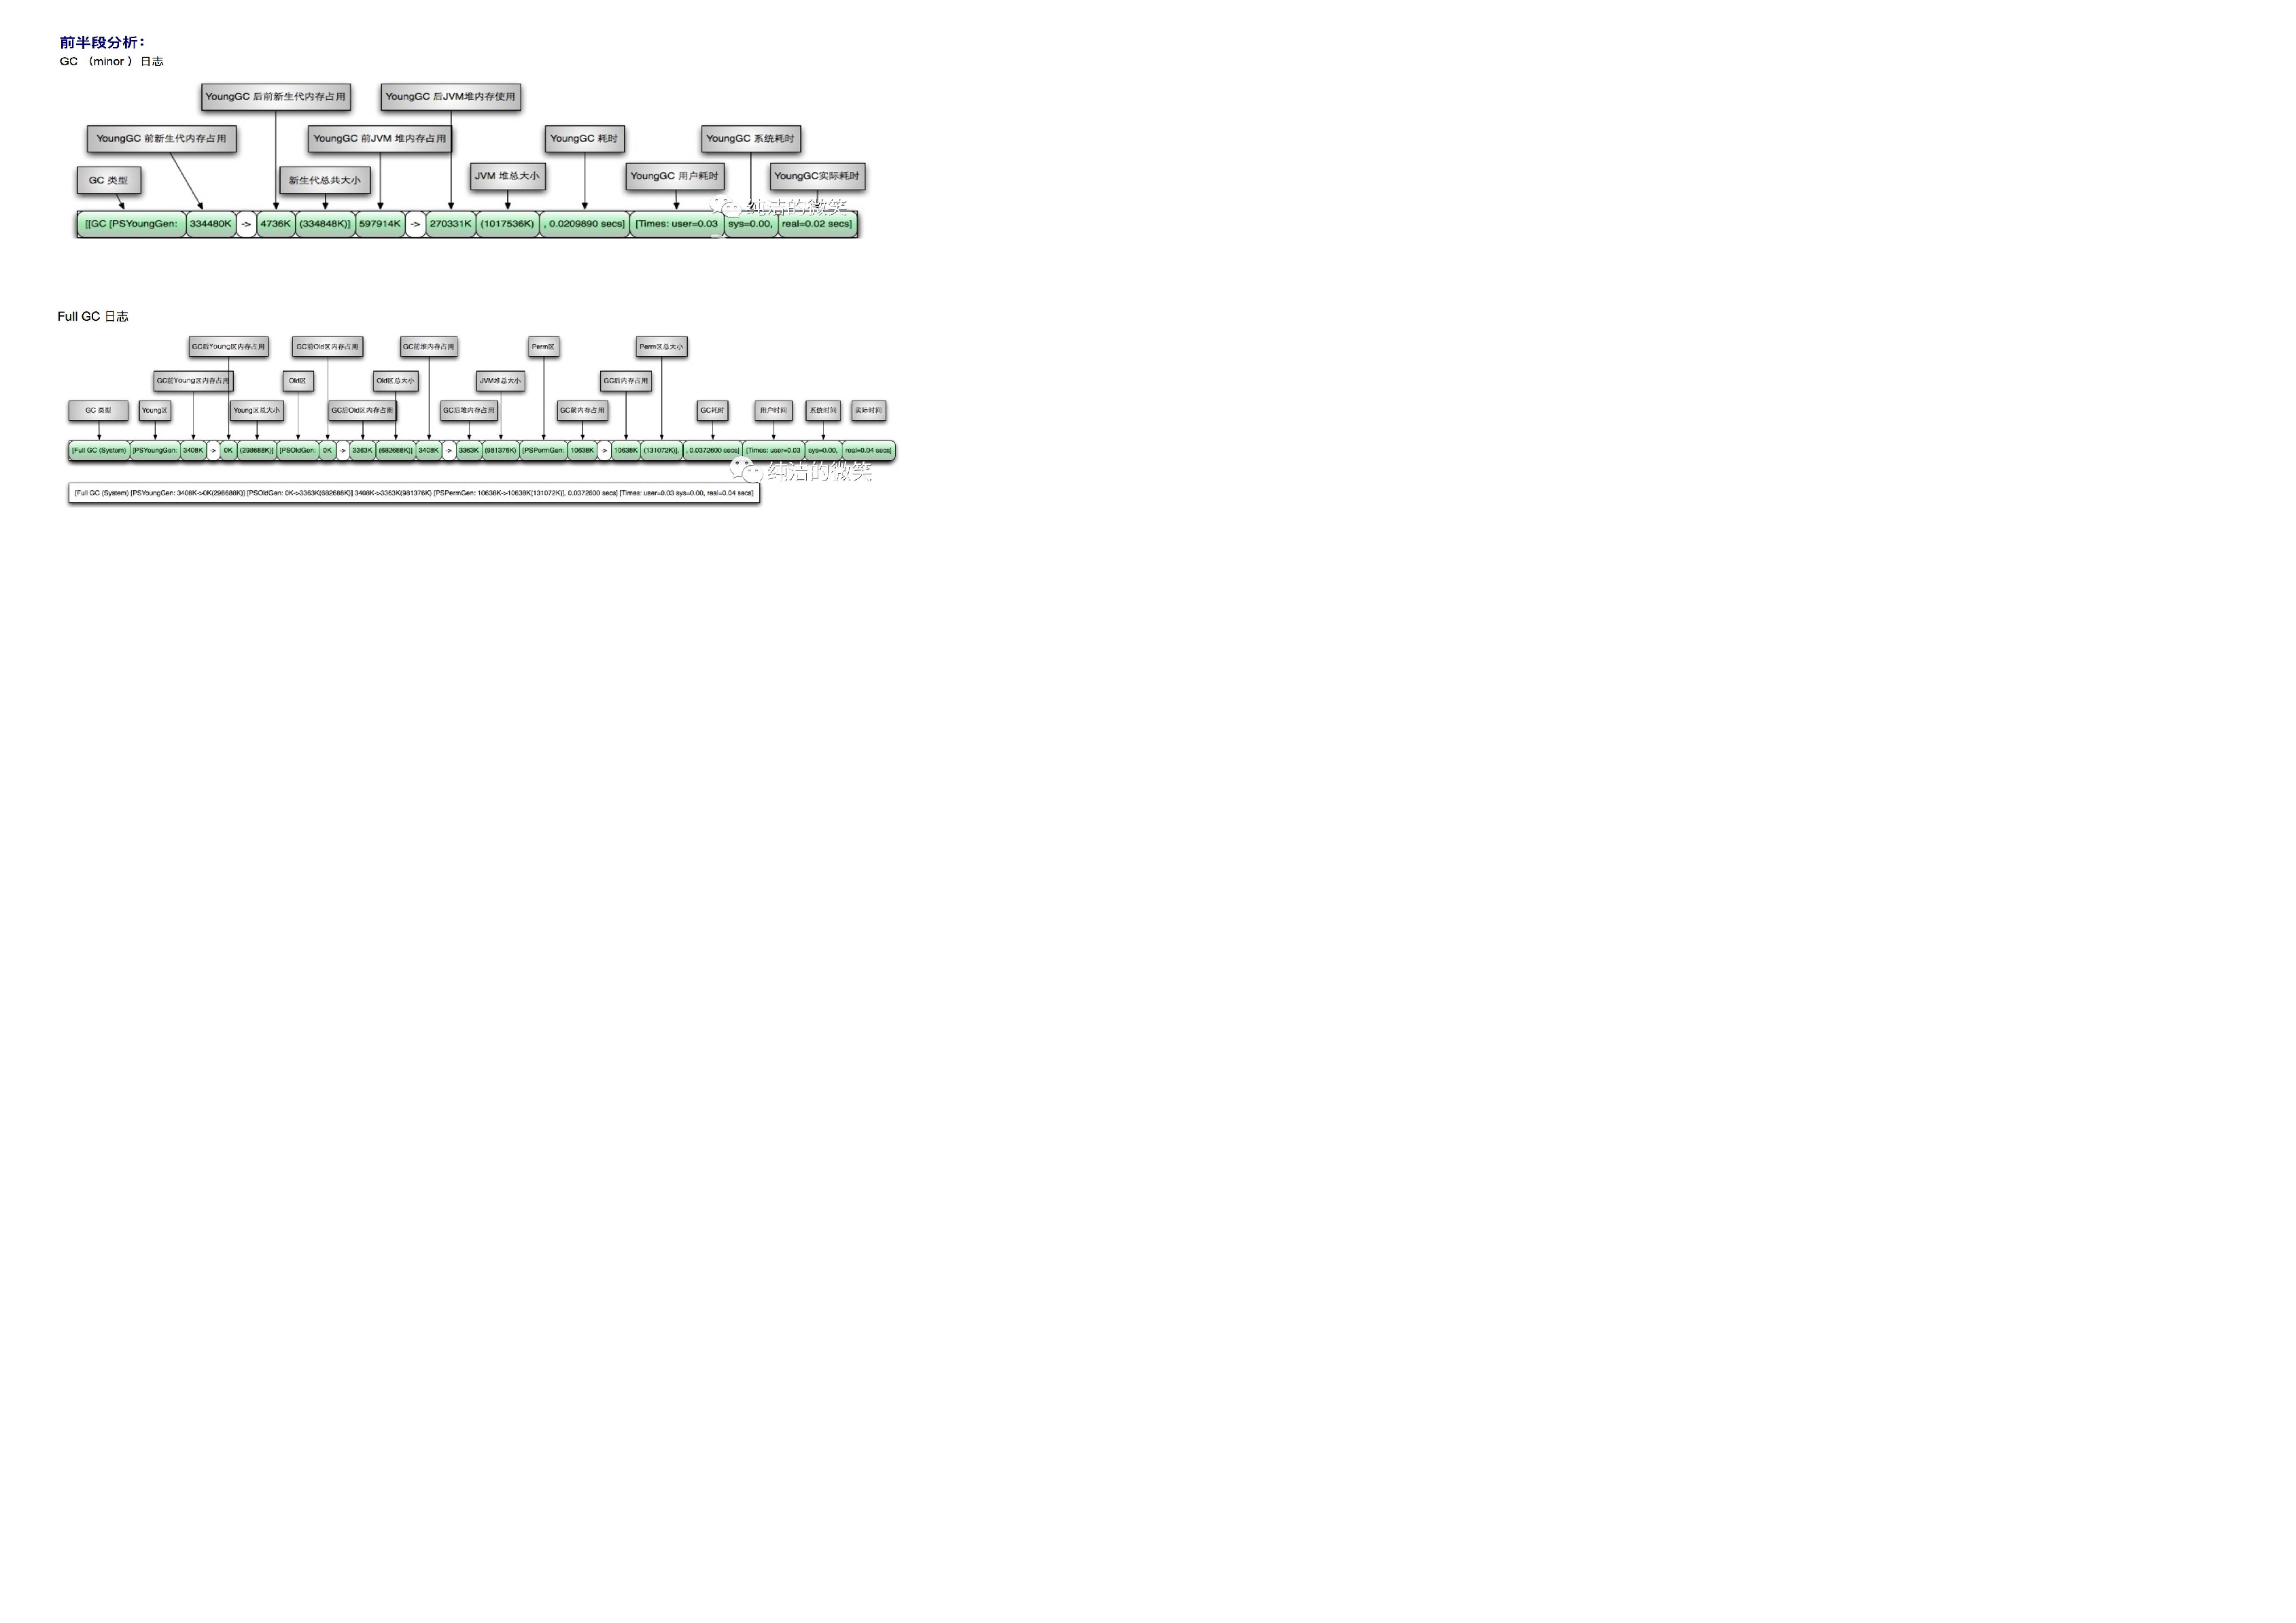 前半段分析：
GC （minor ）日志
YoungGC 后前新生代内存占用
YoungGC 后JVM堆内存使用
YoungGC 前新生代内存占用
YoungGC 前JVM 堆内存占用
YoungGC 耗时
YoungGC 系统耗时
GC 类型
新生代总共大小
JVM 堆总大小
YoungGC 用户耗时
YoungGC实际耗时
纯洁的微笑
[[GC [PSYoungGen: 334480K -> 4736K (334848K)] 597914K -> 270331K (1017536K) , 0.0209890 secs] [Times: user=0.03 sys=0.00, real=0.02 secs]
Full GC 日志
GC后Young区内存占用
GC前Old区内存占用
GC前堆内存占用
Perm区
Perm区总大小
GC前Young区内存占用
Old区
Old区总大小
JVM堆总大小
GC后内存占用
GC 类型
Young区
Young区总大小
GC后Old区内存占用
GC后堆内存占用
GC前内存占用
GC耗时
用户时间
系统时间
实际时间
[Full GC (System) [PSYoungGen: 3408K -> 0K (298688K)] [PSOldGen: 0K -> 3363K (682688K)] 3408K -> 3363K (981376K) [PSPermGen: 10638K -> 10638K (131072K)], , 0.0372600 secs] [Times: user=0.03 sys=0.00, real=0.04 secs]
纯洁的微笑
[Full GC (System) [PSYoungGen: 3408K->0K(298688K)] [PSOldGen: 0K->3363K(682688K)] 3408K->3363K(981376K) [PSPermGen: 10638K->10638K(131072K)], 0.0372600 secs] [Times: user=0.03 sys=0.00, real=0.04 secs]